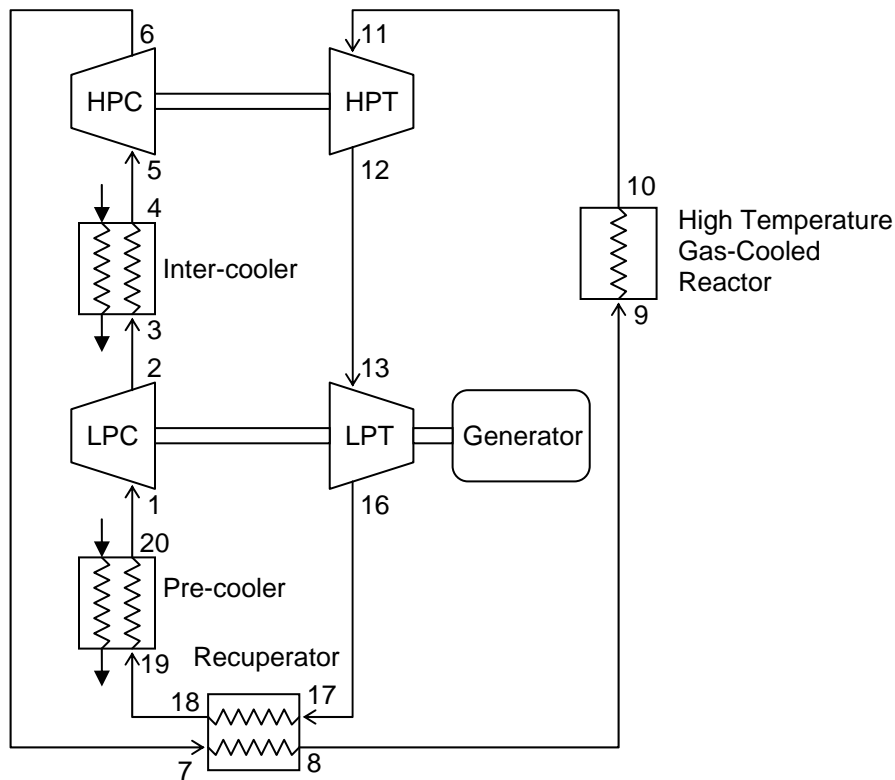 6
11
HPC
HPT
5
12
4
10
High Temperature
Gas-Cooled
Reactor
Inter-cooler
3
9
2
13
LPC
LPT
Generator
1
16
20
Pre-cooler
19
Recuperator
18
17
7
8